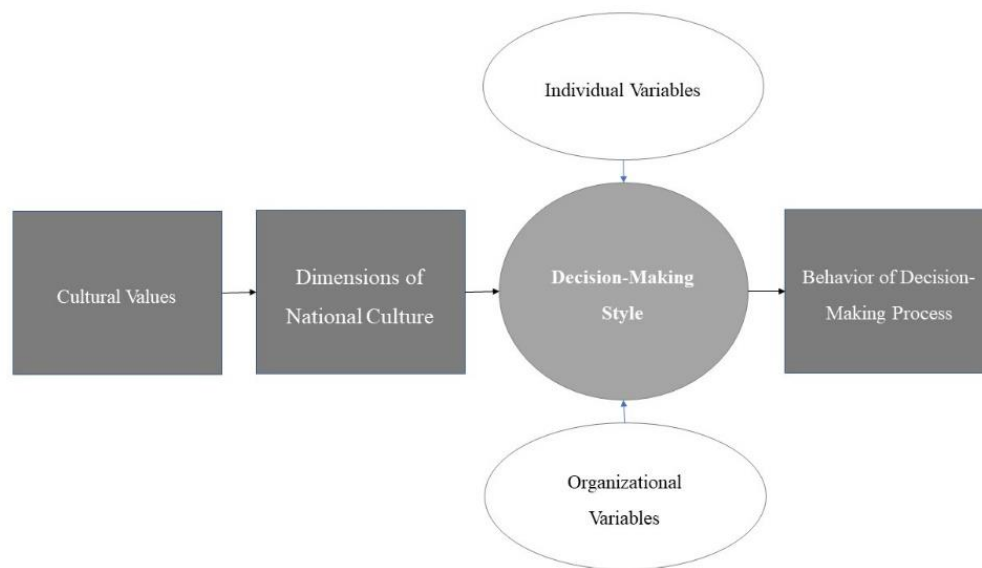 Individual Variables
Cultural Values
Dimensions of
National Culture
Decision-Making
Style
Behavior of Decision-
Making Process
Organizational
Variables